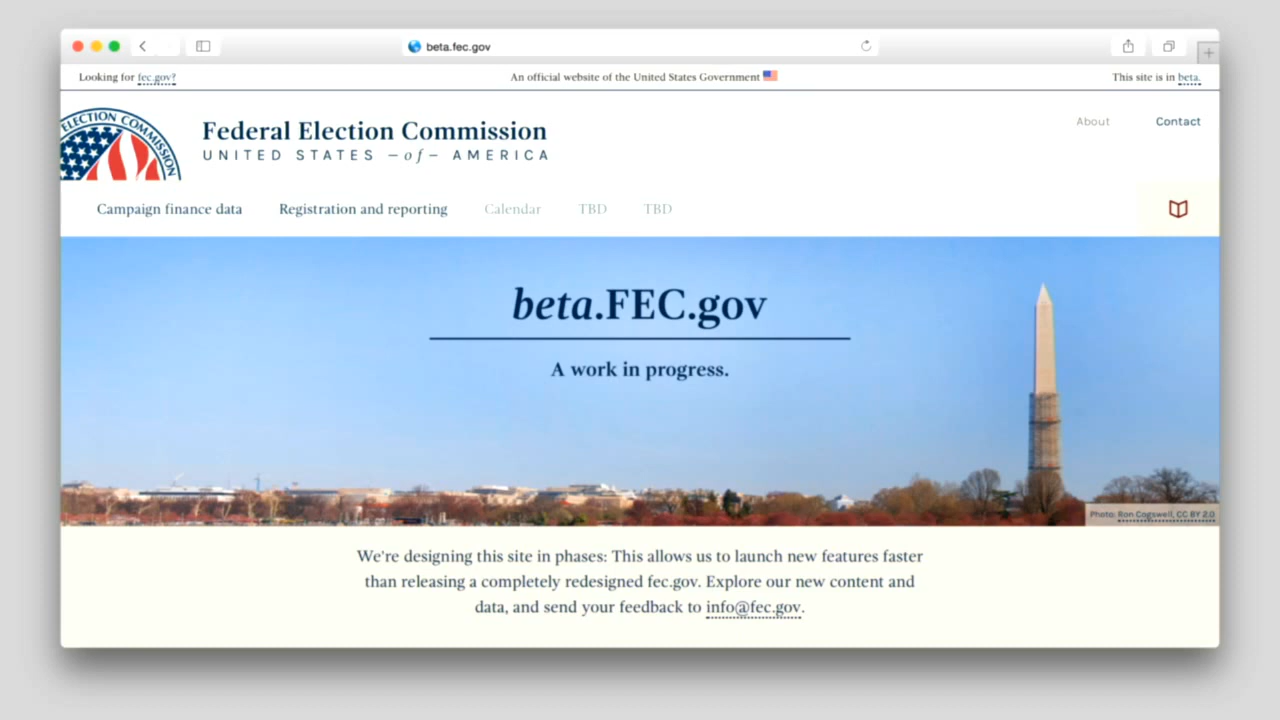 beta.fec.gov
Looking for fec.gov?
An official website of the United States Government
This site is in beta.
ELECTION COMMISSION
Federal Election Commission
UNITED STATES —of— AMERICA
About
Contact
Campaign finance data
Registration and reporting
Calendar
TBD
TBD
beta.FEC.gov
A work in progress.
Photo: Ron Cogswell, CC BY 2.0
We're designing this site in phases: This allows us to launch new features faster
than releasing a completely redesigned fec.gov. Explore our new content and
data, and send your feedback to info@fec.gov.